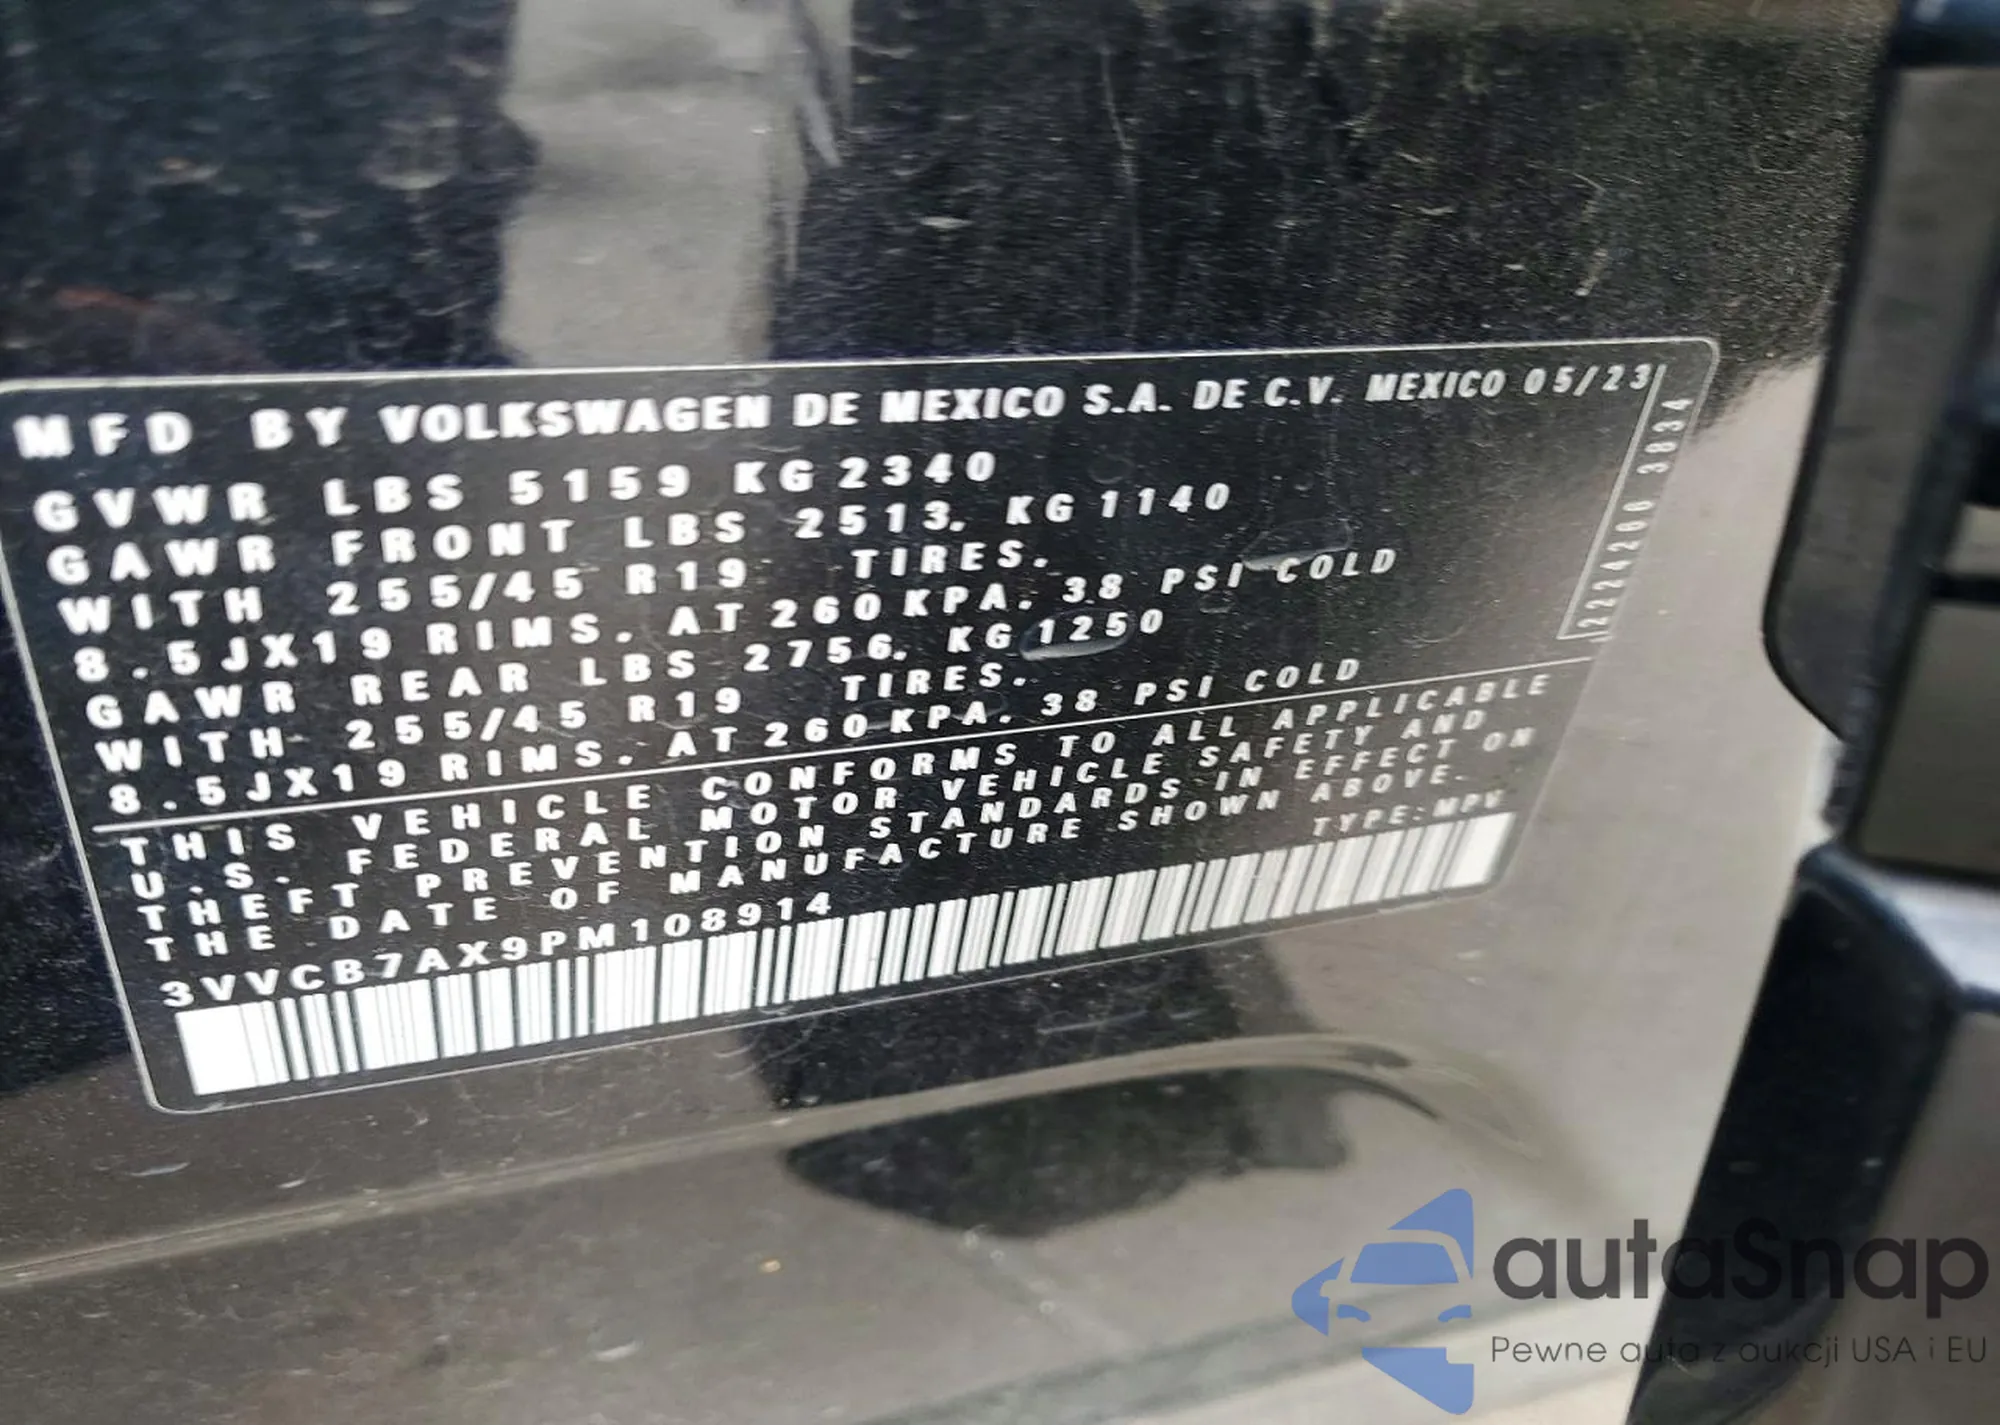 MFD BY VOLKSWAGEN DE MEXICO S.A. DE C.V. MEXICO 05/23
GVWR LBS 5159 KG 2340
GAWR FRONT LBS 2513. KG 1140
WITH 255/45 R19 TIRES.
8.5JX19 RIMS. AT 260 KPA. 38 PSI COLD
GAWR REAR LBS 2756. KG 1250
WITH 255/45 R19 TIRES.
8.5JX19 RIMS. AT 260 KPA. 38 PSI COLD
2224266 3834
THIS VEHICLE CONFORMS TO ALL APPLICABLE
U.S. FEDERAL MOTOR VEHICLE SAFETY AND
THEFT PREVENTION STANDARDS IN EFFECT ON
THE DATE OF MANUFACTURE SHOWN ABOVE.
TYPE:MPV
3VVCB7AX9PM108914
autaSnap
Pewne auta z aukcji USA i EU